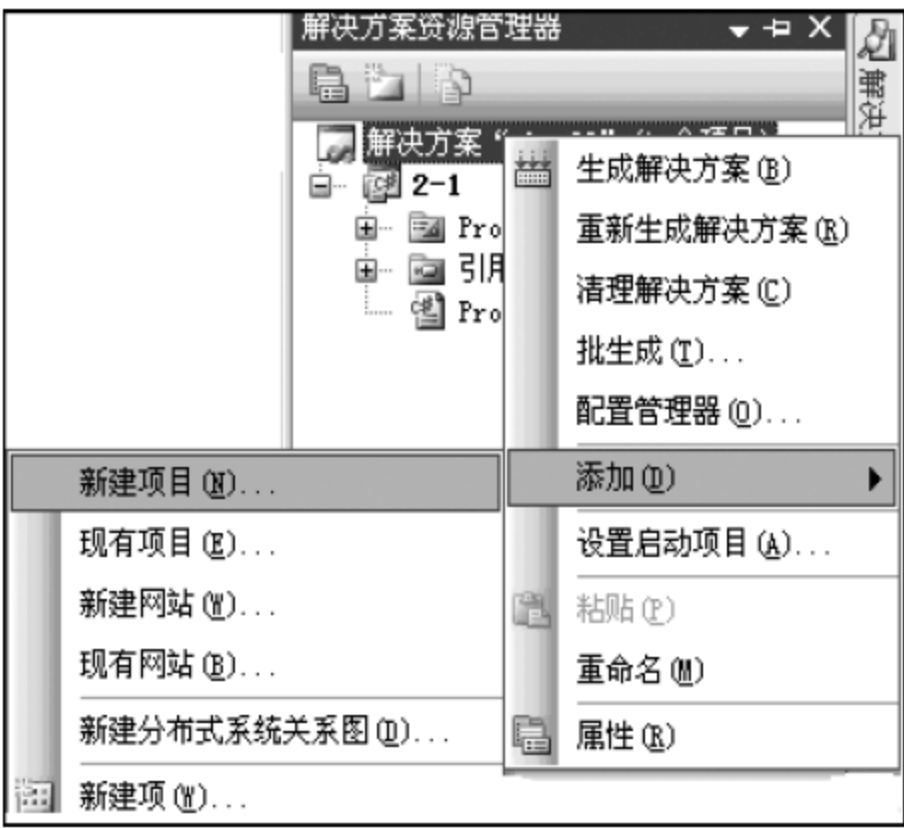 解决方案资源管理器
解决
解决方案
2-1
Pro
引用
Pro
生成解决方案(B)
重新生成解决方案(R)
清理解决方案(C)
批生成(T)...
配置管理器(O)...
添加(D)
设置启动项目(A)...
粘贴(P)
重命名(M)
属性(R)
新建项目(N)...
现有项目(E)...
新建网站(W)...
现有网站(B)...
新建分布式系统关系图(D)...
新建项(W)...